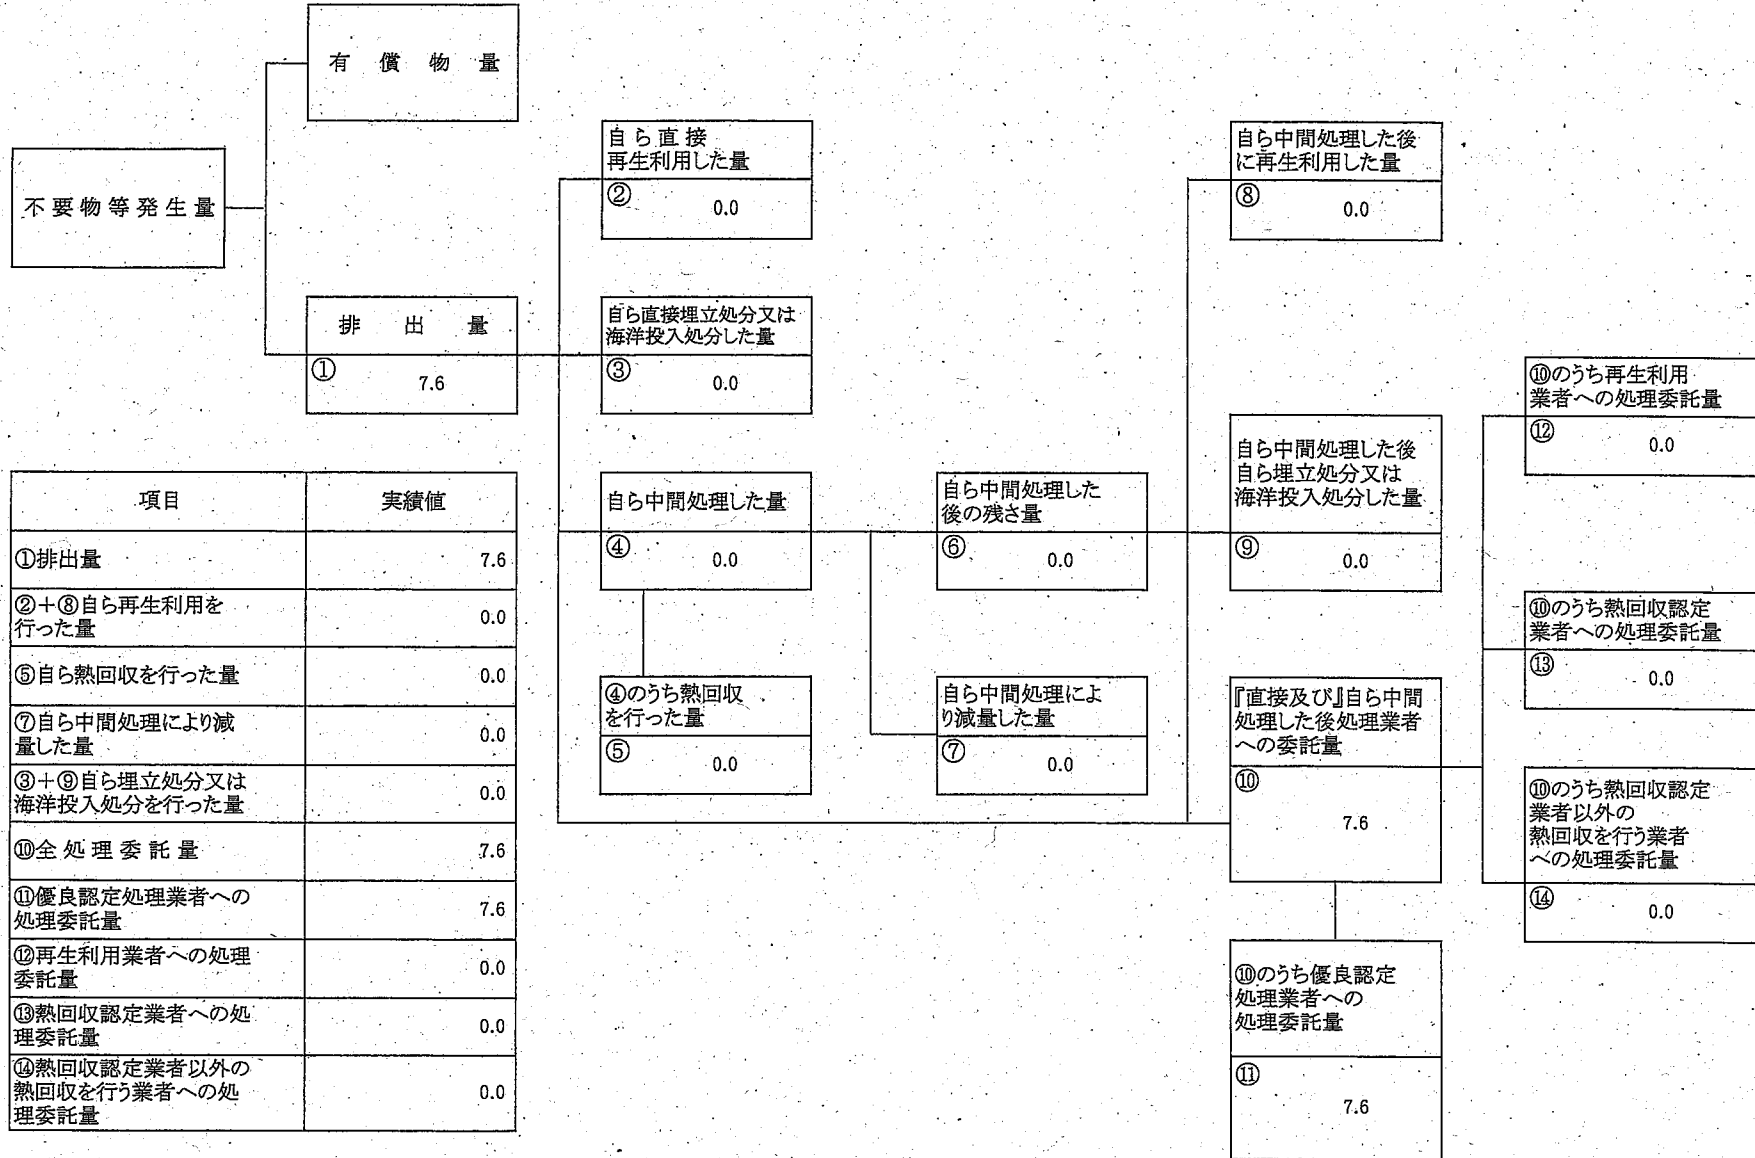 有償物量
不要物等発生量
排出量
① 7.6
自ら直接
再生利用した量
② 0.0
自ら直接埋立処分又は
海洋投入処分した量
③ 0.0
自ら中間処理した量
④ 0.0
④のうち熱回収
を行った量
⑤ 0.0
自ら中間処理した
後の残さ量
⑥ 0.0
自ら中間処理によ
り減量した量
⑦ 0.0
自ら中間処理した後
に再生利用した量
⑧ 0.0
自ら中間処理した後
自ら埋立処分又は
海洋投入処分した量
⑨ 0.0
『直接及び』自ら中間
処理した後処理業者
への委託量
⑩
7.6
⑩のうち優良認定
処理業者への
処理委託量
⑪
7.6
⑩のうち再生利用
業者への処理委託量
⑫ 0.0
⑩のうち熱回収認定
業者への処理委託量
⑬ 0.0
⑩のうち熱回収認定
業者以外の
熱回収を行う業者
への処理委託量
⑭ 0.0
項目 実績値
①排出量 7.6
②+⑧自ら再生利用を
行った量 0.0
⑤自ら熱回収を行った量 0.0
⑦自ら中間処理により減
量した量 0.0
③+⑨自ら埋立処分又は
海洋投入処分を行った量 0.0
⑩全処理委託量 7.6
⑪優良認定処理業者への
処理委託量 7.6
⑫再生利用業者への処理
委託量 0.0
⑬熱回収認定業者への処
理委託量 0.0
⑭熱回収認定業者以外の
熱回収を行う業者への処
理委託量 0.0